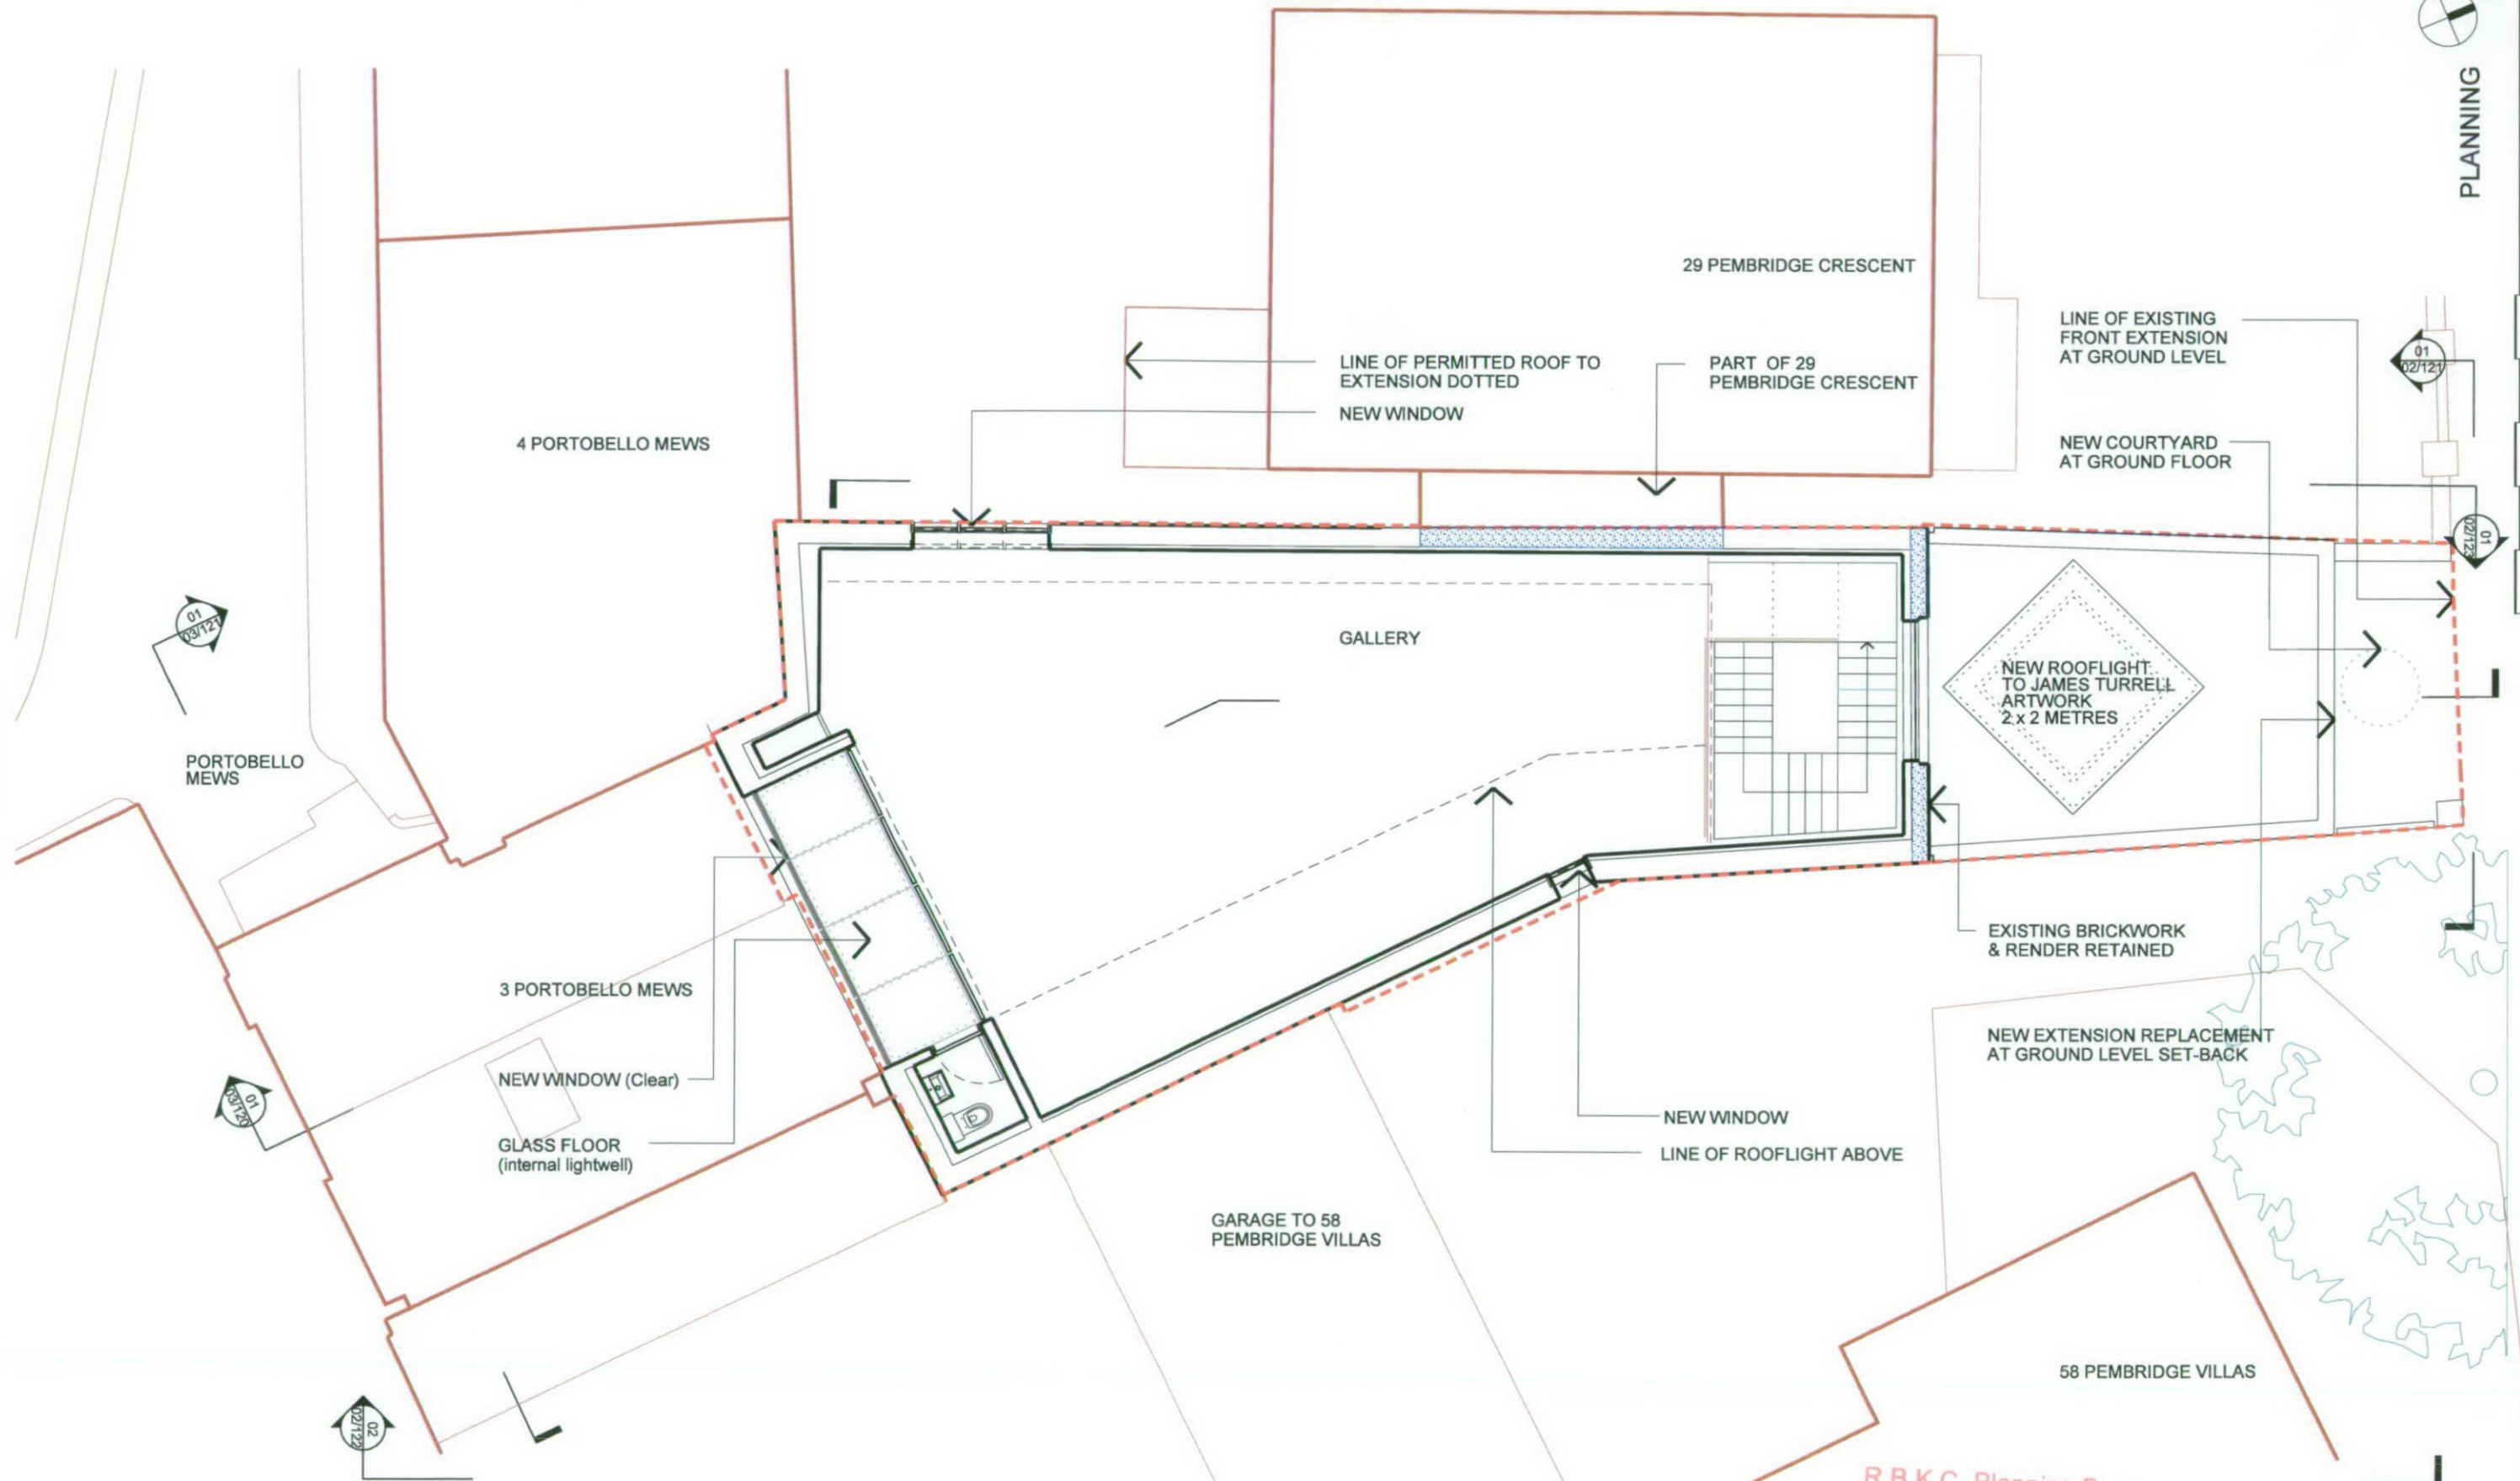 PLANNING
29 PEMBRIDGE CRESCENT
LINE OF EXISTING
FRONT EXTENSION
AT GROUND LEVEL
01
02/121
LINE OF PERMITTED ROOF TO
EXTENSION DOTTED
PART OF 29
PEMBRIDGE CRESCENT
NEW WINDOW
4 PORTOBELLO MEWS
NEW COURTYARD
AT GROUND FLOOR
01
02/123
01
03/121
GALLERY
NEW ROOFLIGHT
TO JAMES TURRELL
ARTWORK
2 x 2 METRES
PORTOBELLO
MEWS
EXISTING BRICKWORK
& RENDER RETAINED
3 PORTOBELLO MEWS
NEW EXTENSION REPLACEMENT
AT GROUND LEVEL SET-BACK
NEW WINDOW (Clear)
01
03/120
NEW WINDOW
GLASS FLOOR
(internal lightwell)
LINE OF ROOFLIGHT ABOVE
GARAGE TO 58
PEMBRIDGE VILLAS
58 PEMBRIDGE VILLAS
02
02/122
R.B.K.C. Planning